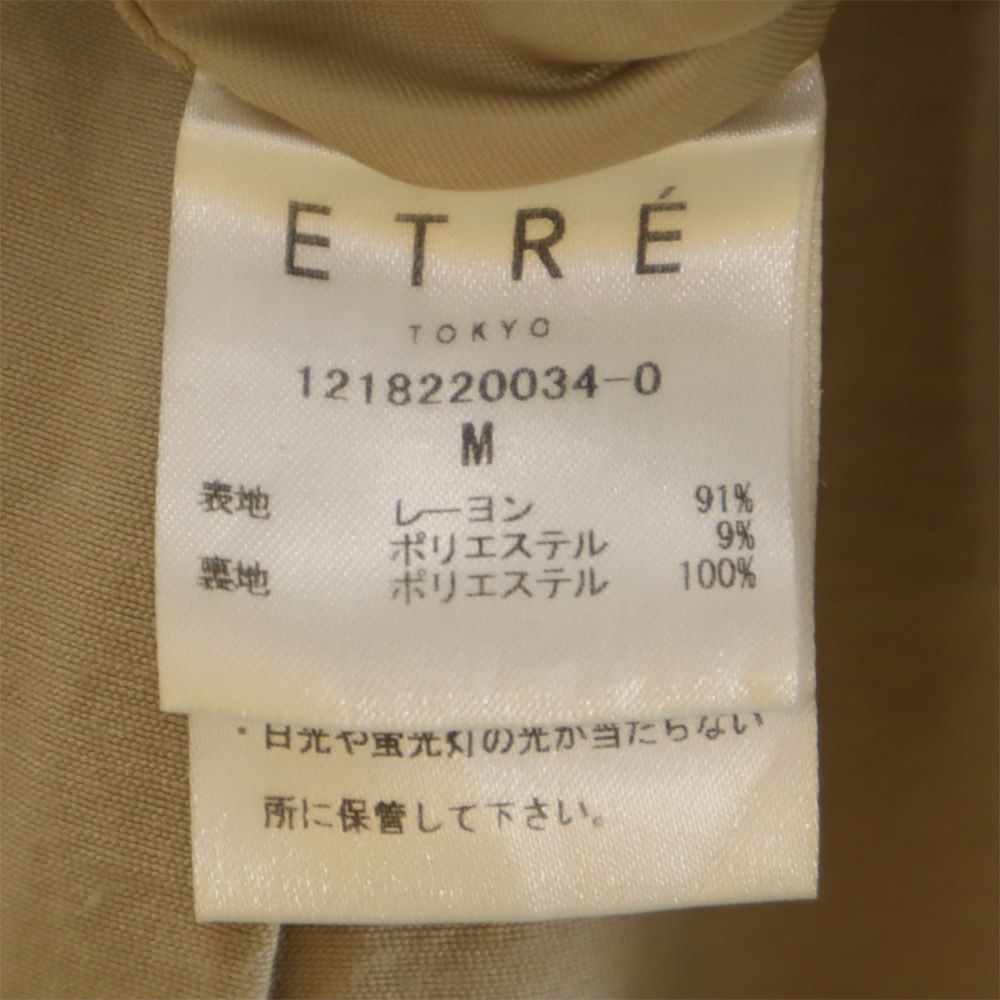 ETRÉ
TOKYO
1218220034-0
M
表地 レーヨン 91%
ポリエステル 9%
裏地 ポリエステル 100%
・日光や蛍光灯の光が当たらない
所に保管して下さい。